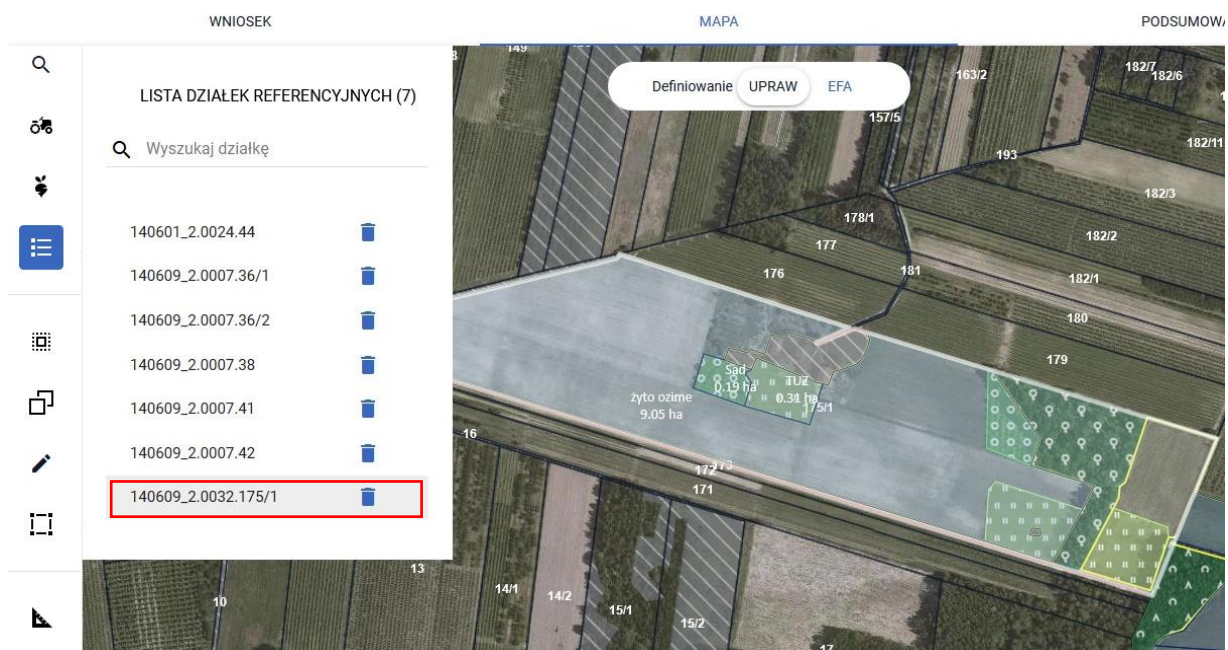 WNIOSEK
MAPA
PODSUMOWA
LISTA DZIAŁEK REFERENCYJNYCH (7)
Wyszukaj działkę
140601_2.0024.44
140609_2.0007.36/1
140609_2.0007.36/2
140609_2.0007.38
140609_2.0007.41
140609_2.0007.42
140609_2.0032.175/1
Definiowanie UPRAW EFA
149
163/2
182/7
182/6
157/5
182/11
193
182/3
178/1
182/2
177
176
181
182/1
180
179
Sad
0.19 ha
TUZ
0.31 ha
175/1
żyto ozime
9.05 ha
16
172
173
171
13
14/1
14/2
10
15/1
15/2
17